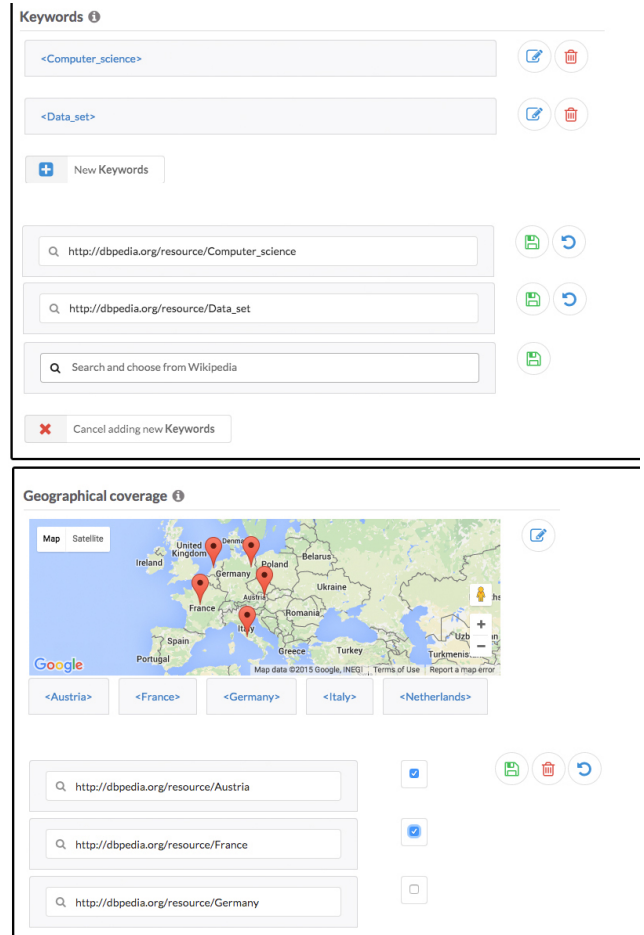 Keywords
<Computer_science>
<Data_set>
New Keywords
http://dbpedia.org/resource/Computer_science
http://dbpedia.org/resource/Data_set
Search and choose from Wikipedia
Cancel adding new Keywords
Geographical coverage
Map Satellite
United Kingdom
Denma
Ireland
Belarus
Poland
Germany
Ukraine
Austria
France
Romania
Italy
Uzb
Spain
Greece
Turkey
Turkmenis
Portugal
Google
Map data ©2015 Google, INEGI Terms of Use Report a map error
<Austria> <France> <Germany> <Italy> <Netherlands>
http://dbpedia.org/resource/Austria
http://dbpedia.org/resource/France
http://dbpedia.org/resource/Germany